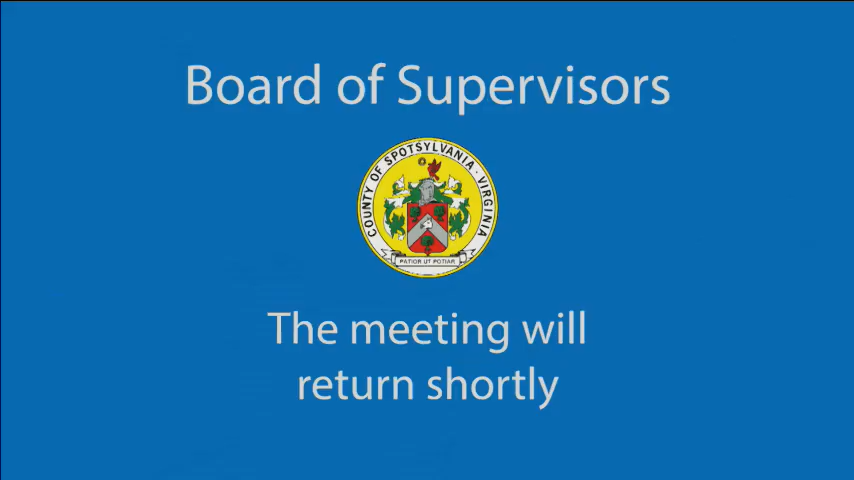 Board of Supervisors
COUNTY OF SPOTSYLVANIA · VIRGINIA
PATIOR UT POTIAR
The meeting will
return shortly